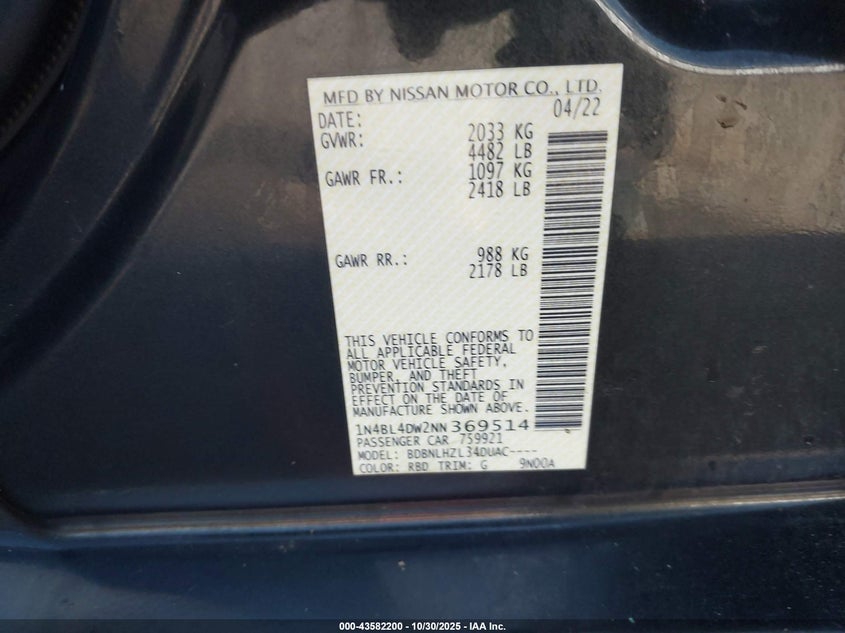 MFD BY NISSAN MOTOR CO., LTD.
DATE: 04/22
GVWR: 2033 KG
4482 LB
GAWR FR.: 1097 KG
2418 LB
GAWR RR.: 988 KG
2178 LB
THIS VEHICLE CONFORMS TO
ALL APPLICABLE FEDERAL
MOTOR VEHICLE SAFETY,
BUMPER, AND THEFT
PREVENTION STANDARDS IN
EFFECT ON THE DATE OF
MANUFACTURE SHOWN ABOVE.
1N4BL4DW2NN369514
PASSENGER CAR 759921
MODEL: BDBNLHZL34DUAC----
COLOR: RBD TRIM: G 9N00A
000-43582200 - 10/30/2025 - IAA Inc.